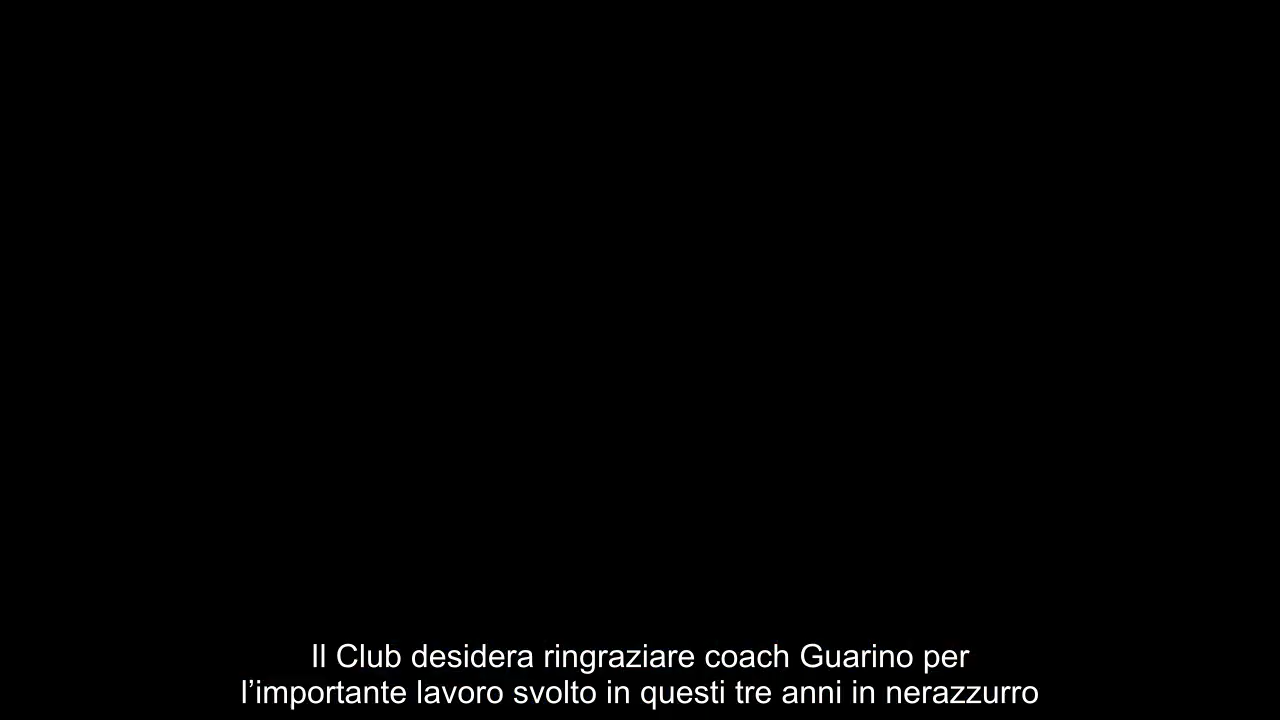 Il Club desidera ringraziare coach Guarino per
l’importante lavoro svolto in questi tre anni in nerazzurro